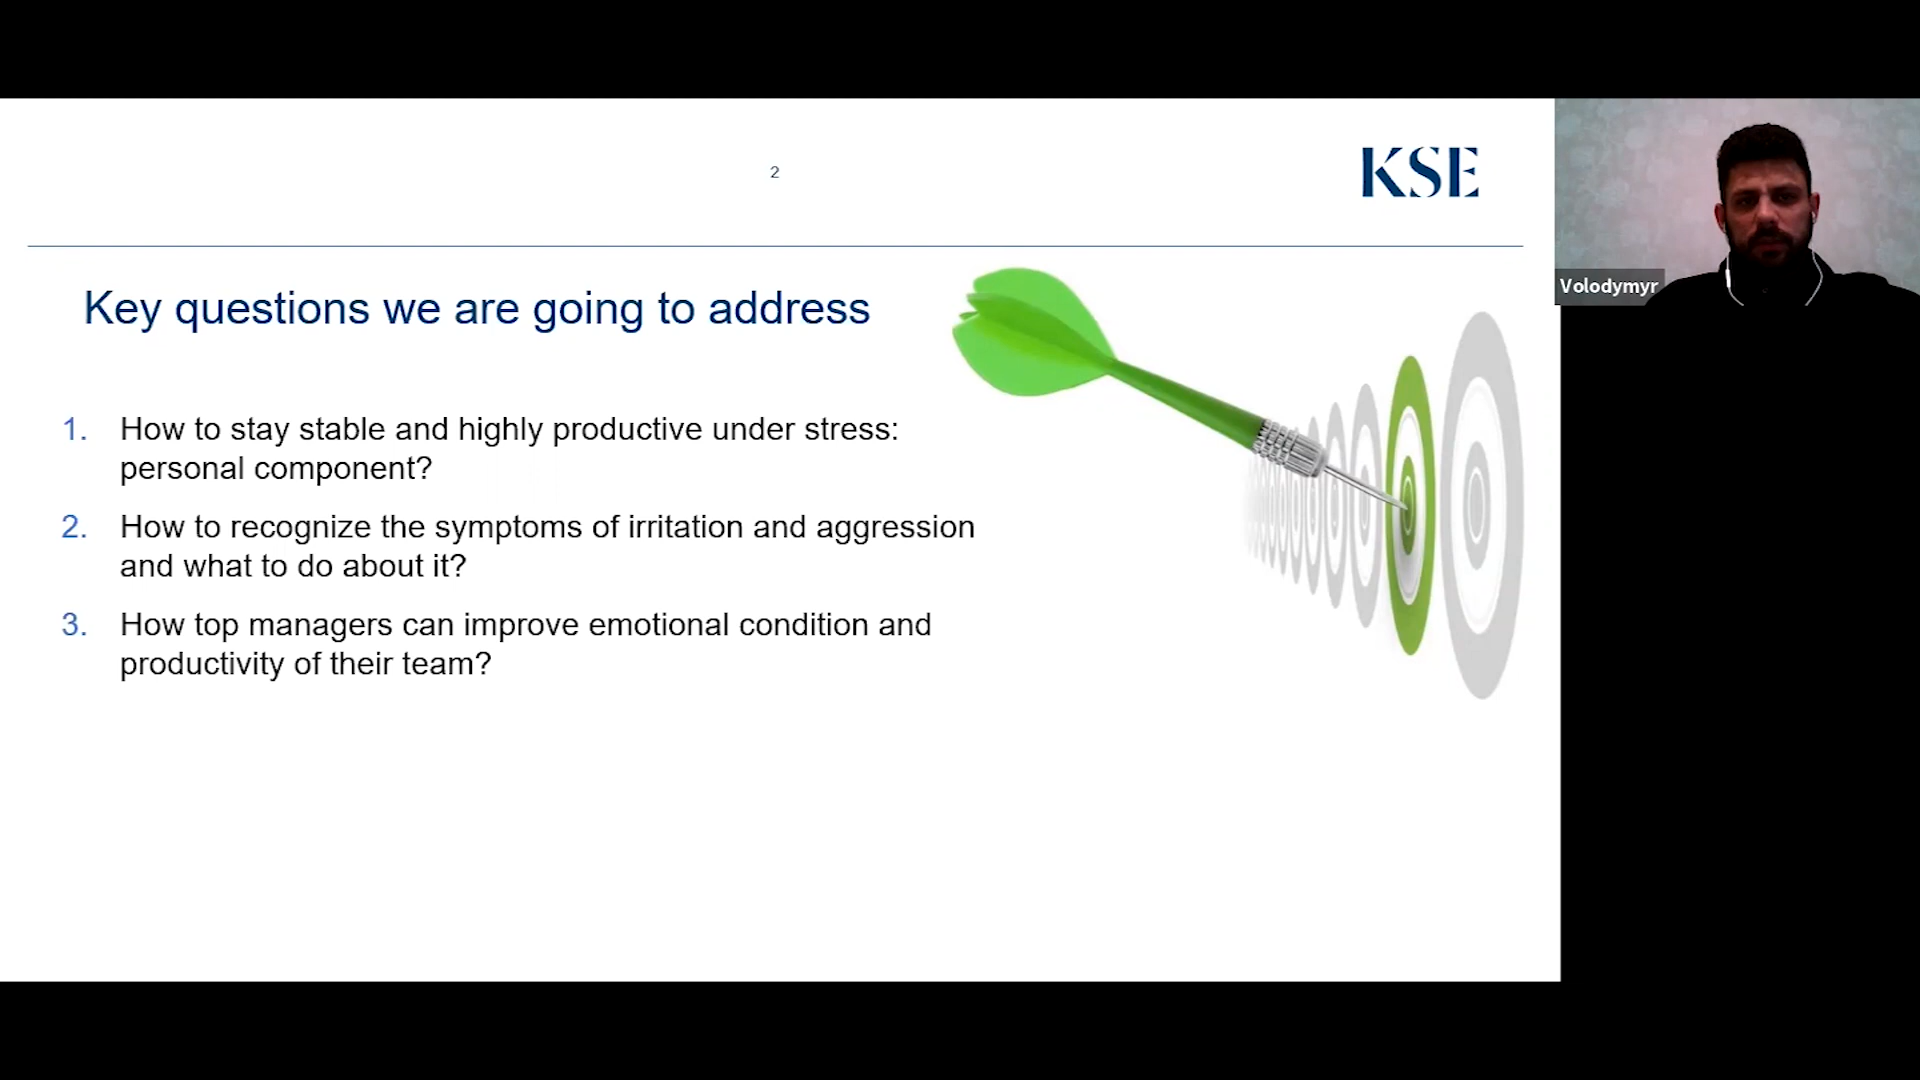 2
KSE
Key questions we are going to address
1. How to stay stable and highly productive under stress:
personal component?
2. How to recognize the symptoms of irritation and aggression
and what to do about it?
3. How top managers can improve emotional condition and
productivity of their team?
Volodymyr